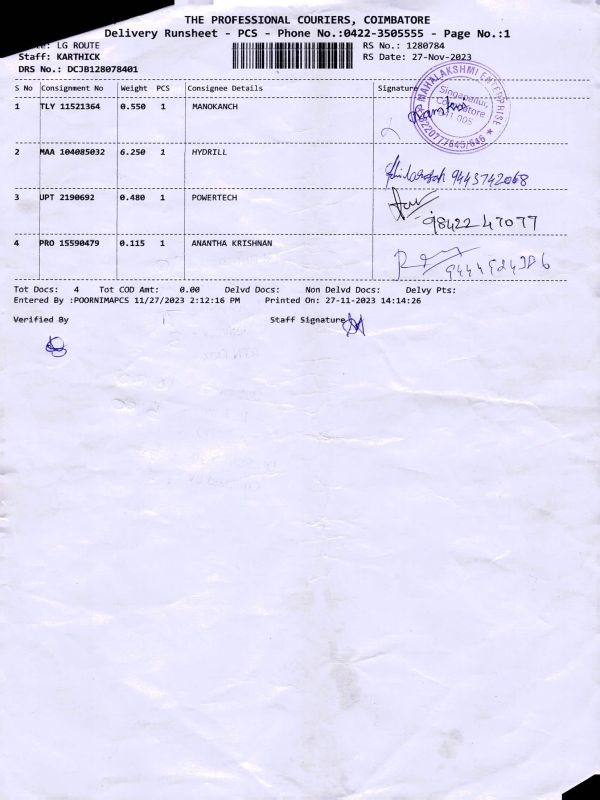 THE PROFESSIONAL COURIERS, COIMBATORE
Delivery Runsheet - PCS - Phone No.:0422-3505555 - Page No.:1
LG ROUTE RS No.: 1280784
Staff: KARTHICK RS Date: 27-Nov-2023
DRS No.: DCJB128078401
S No Consignment No Weight PCS Consignee Details Signature
1 TLY 11521364 0.550 1 MANOKANCH
MAHALAKSHMI ENTERPRISE
Singapallur,
2 MAA 104085032 6.250 1 HYDRILL
9443742068
3 UPT 2190692 0.480 1 POWERTECH
98422 47077
4 PRO 15590479 0.115 1 ANANTHA KRISHNAN
Tot Docs: 4 Tot COD Amt: 0.00 Delvd Docs: Non Delvd Docs: Delvy Pts:
Entered By :POORNIMAPCS 11/27/2023 2:12:16 PM Printed On: 27-11-2023 14:14:26
Verified By Staff Signature